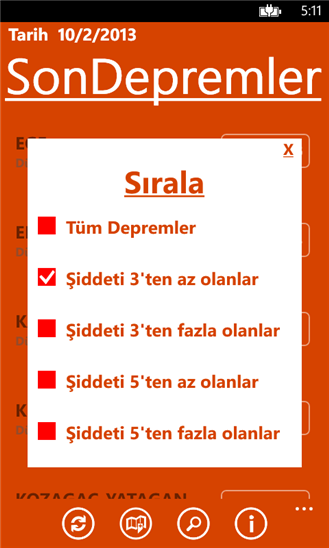 5:11
Tarih 10/2/2013
SonDepremler
X
Sırala
Tüm Depremler
Şiddeti 3'ten az olanlar
Şiddeti 3'ten fazla olanlar
Şiddeti 5'ten az olanlar
Şiddeti 5'ten fazla olanlar
KOZAGAC-YATAGAN